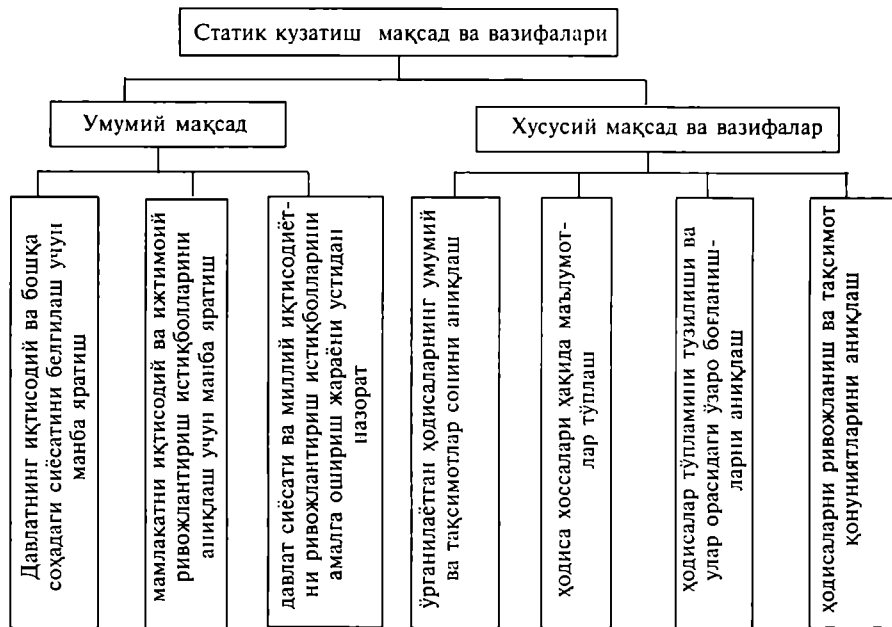 Статик кузатиш мақсад ва вазифалари
Умумий мақсад
Хусусий мақсад ва вазифалар
Давлатнинг иқтисодий ва бошқа
соҳадаги сиёсатини белгилаш учун
манба яратиш
мамлакатни иқтисодий ва ижтимоий
ривожлантириш истиқболларини
аниқлаш учун манба яратиш
давлат сиёсати ва миллий иқтисодиёт-
ни ривожлантириш истиқболларини
амалга ошириш жараёни устидан
назорат
ўрганилаётган ҳодисаларнинг умумий
ва тақсимотлар сонини аниқлаш
ҳодиса хоссалари ҳақида маълумот-
лар тўплаш
ҳодисалар тўпламини тузилиши ва
улар орасидаги ўзаро боғланиш-
ларни аниқлаш
ҳодисаларни ривожланиш ва тақсимот
қонуниятларини аниқлаш